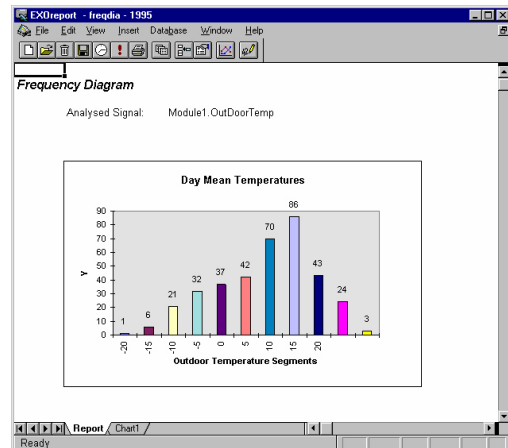 EXOreport - freqdia - 1995
File Edit View Insert Database Window Help
Frequency Diagram
Analysed Signal: Module1.OutDoorTemp
Day Mean Temperatures
90
80
70
60
50
40
30
20
10
0
Y
1 6 21 32 37 42 70 86 43 24 3
-20 -15 -10 -5 0 5 10 15 20
Outdoor Temperature Segments
Report Chart1
Ready